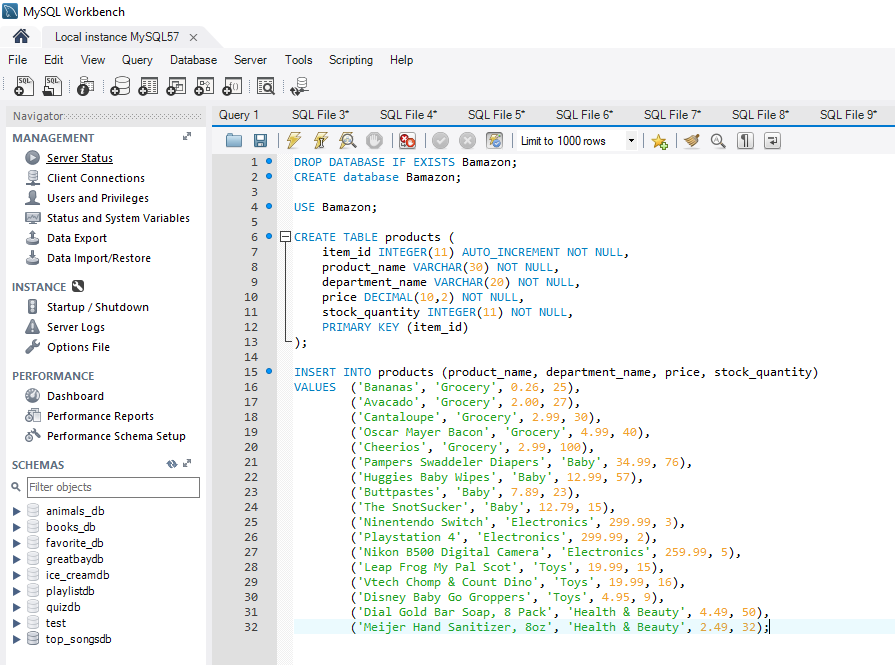 MySQL Workbench
Local instance MySQL57
File Edit View Query Database Server Tools Scripting Help
SQL SQL
Navigator
MANAGEMENT
Server Status
Client Connections
Users and Privileges
Status and System Variables
Data Export
Data Import/Restore
INSTANCE
Startup / Shutdown
Server Logs
Options File
PERFORMANCE
Dashboard
Performance Reports
Performance Schema Setup
SCHEMAS
Filter objects
animals_db
books_db
favorite_db
greatbaydb
ice_creamdb
playlistdb
quizdb
test
top_songsdb
Query 1 SQL File 3* SQL File 4* SQL File 5* SQL File 6* SQL File 7* SQL File 8* SQL File 9*
Limit to 1000 rows
1 DROP DATABASE IF EXISTS Bamazon;
2 CREATE database Bamazon;
3
4 USE Bamazon;
5
6 CREATE TABLE products (
7 item_id INTEGER(11) AUTO_INCREMENT NOT NULL,
8 product_name VARCHAR(30) NOT NULL,
9 department_name VARCHAR(20) NOT NULL,
10 price DECIMAL(10,2) NOT NULL,
11 stock_quantity INTEGER(11) NOT NULL,
12 PRIMARY KEY (item_id)
13 );
14
15 INSERT INTO products (product_name, department_name, price, stock_quantity)
16 VALUES ('Bananas', 'Grocery', 0.26, 25),
17 ('Avacado', 'Grocery', 2.00, 27),
18 ('Cantaloupe', 'Grocery', 2.99, 30),
19 ('Oscar Mayer Bacon', 'Grocery', 4.99, 40),
20 ('Cheerios', 'Grocery', 2.99, 100),
21 ('Pampers Swaddeler Diapers', 'Baby', 34.99, 76),
22 ('Huggies Baby Wipes', 'Baby', 12.99, 57),
23 ('Buttpastes', 'Baby', 7.89, 23),
24 ('The SnotSucker', 'Baby', 12.79, 15),
25 ('Ninentendo Switch', 'Electronics', 299.99, 3),
26 ('Playstation 4', 'Electronics', 299.99, 2),
27 ('Nikon B500 Digital Camera', 'Electronics', 259.99, 5),
28 ('Leap Frog My Pal Scot', 'Toys', 19.99, 15),
29 ('Vtech Chomp & Count Dino', 'Toys', 19.99, 16),
30 ('Disney Baby Go Groppers', 'Toys', 4.95, 9),
31 ('Dial Gold Bar Soap, 8 Pack', 'Health & Beauty', 4.49, 50),
32 ('Meijer Hand Sanitizer, 8oz', 'Health & Beauty', 2.49, 32);